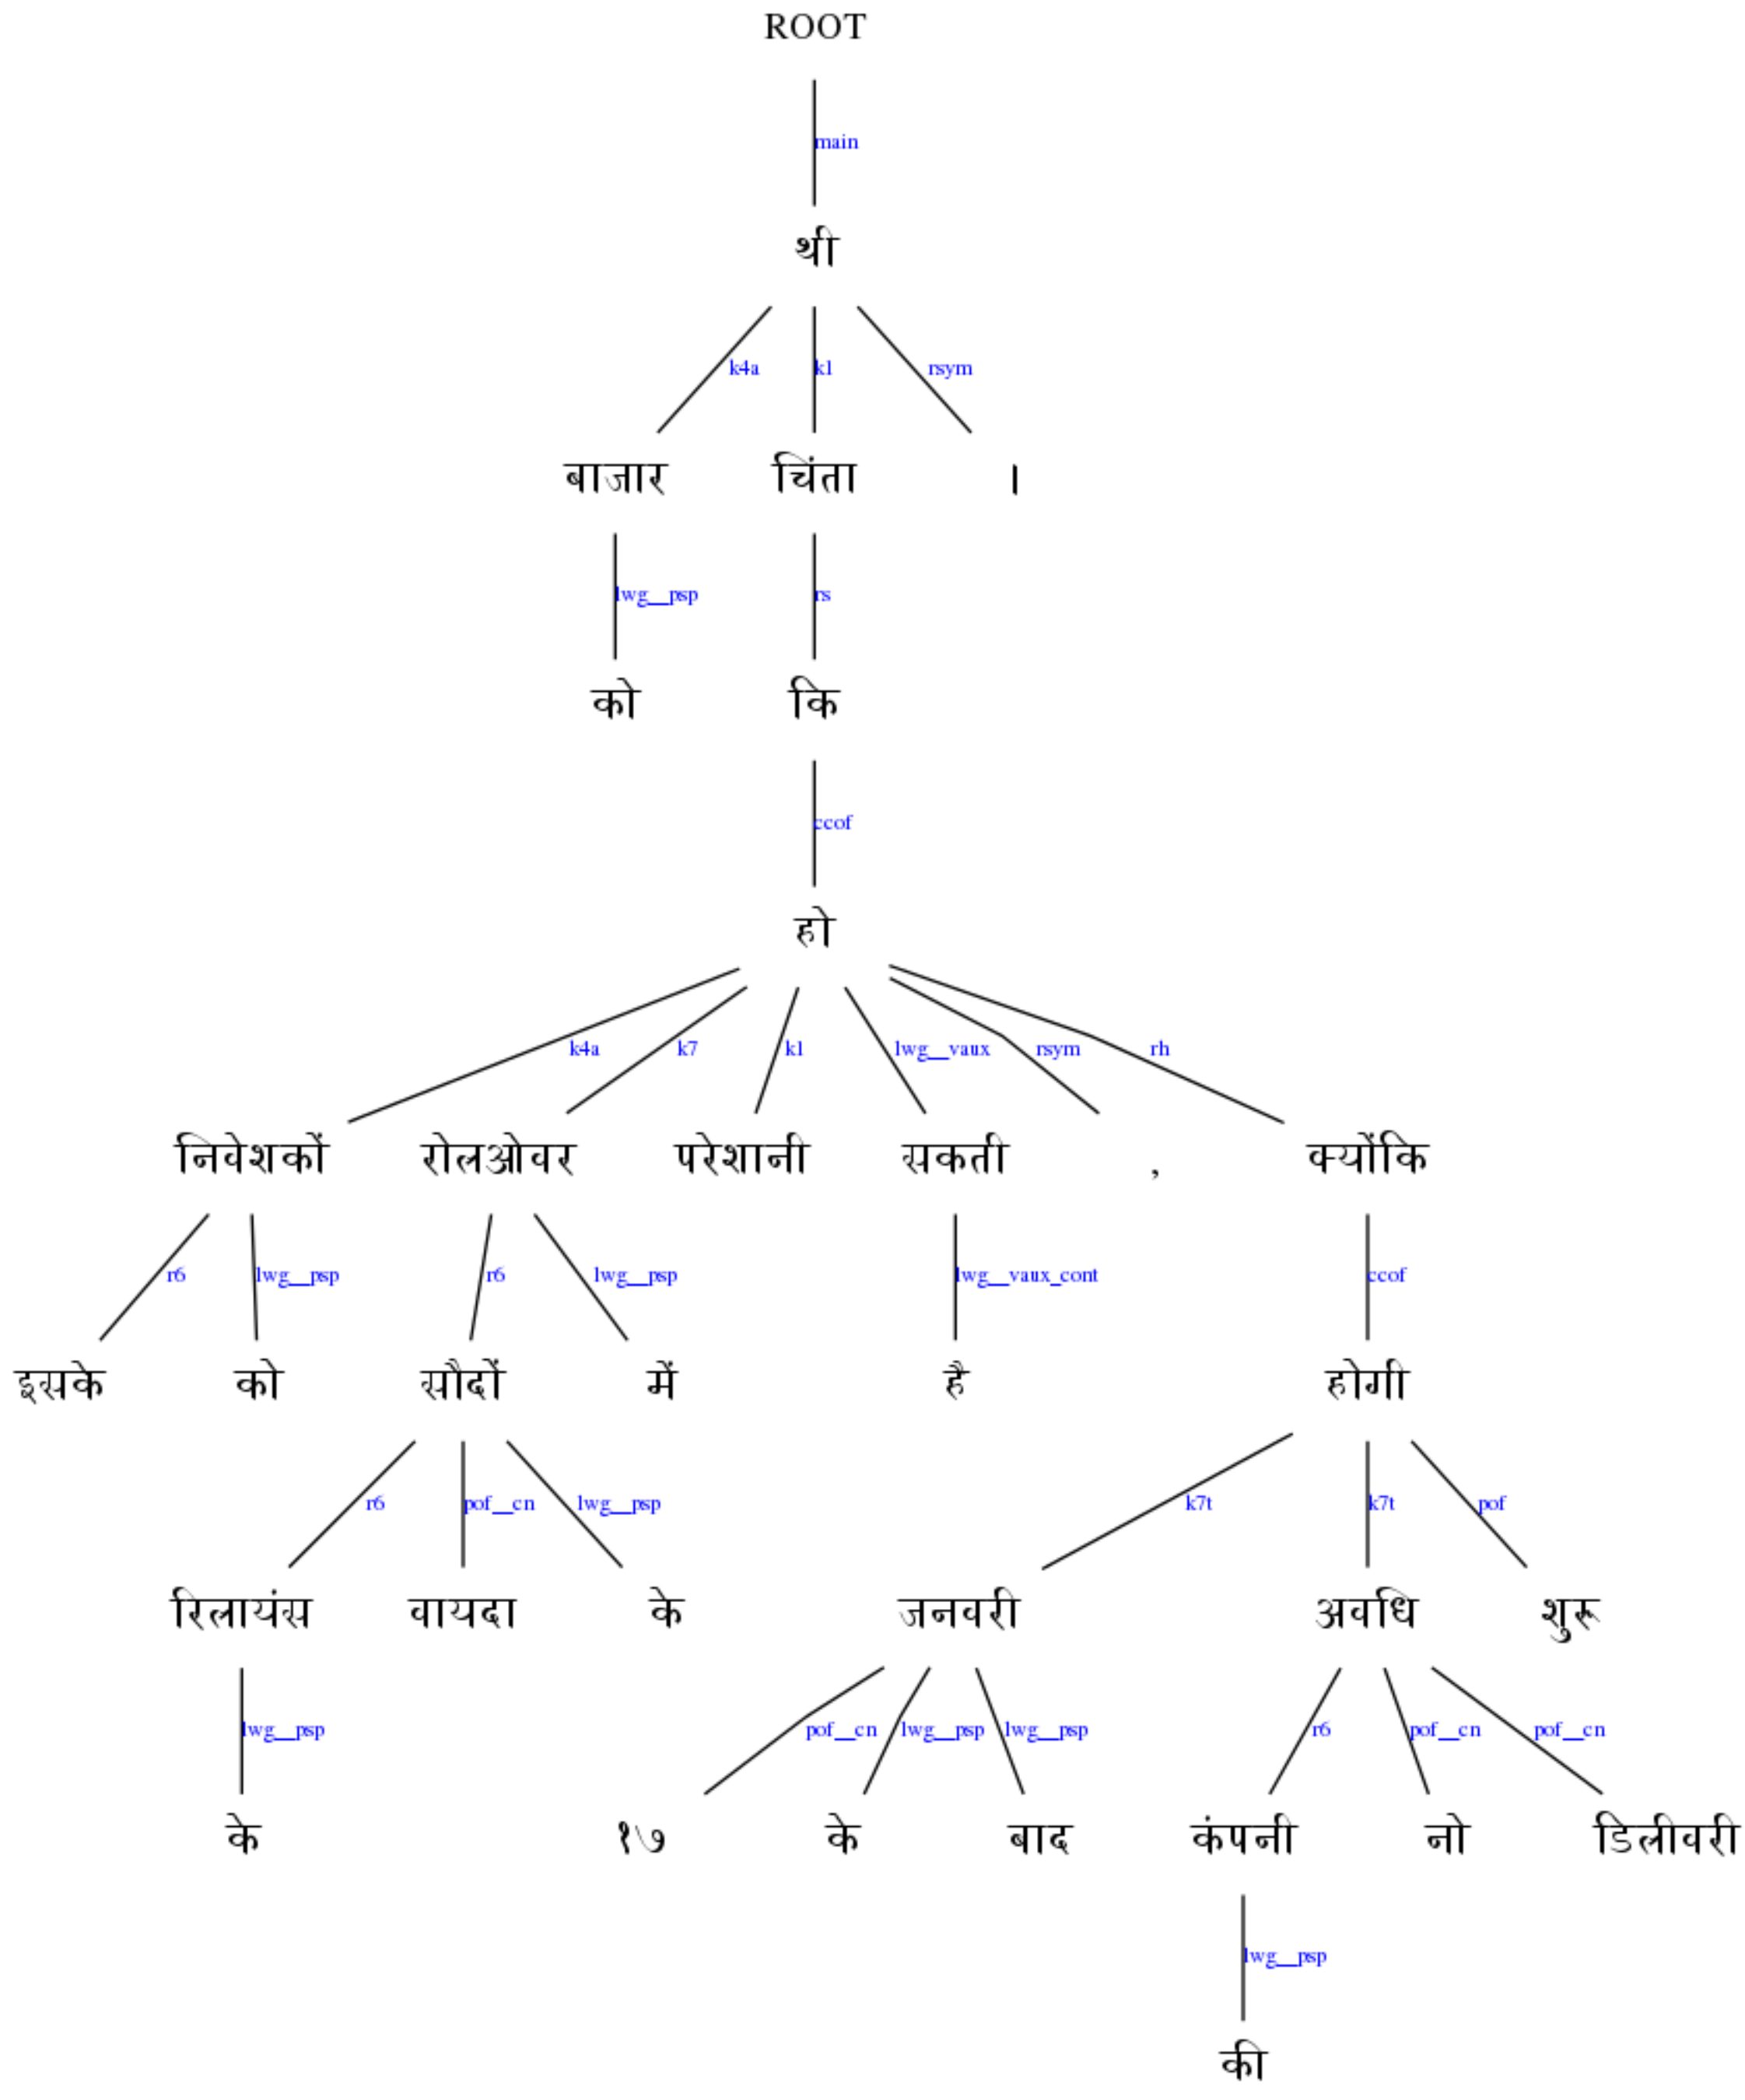 ROOT
main
थी
k4a k1 rsym
बाजार चिंता ।
lwg__psp rs
को कि
ccof
हो
k4a k7 k1 lwg__vaux rsym rh
निवेशकों रोलओवर परेशानी सकती , क्योंकि
r6 lwg__psp r6 lwg__psp lwg__vaux_cont ccof
इसके को सौदों में है होगी
r6 pof__cn lwg__psp k7t k7t pof
रिलायंस वायदा के जनवरी अवधि शुरू
lwg__psp pof__cn lwg__psp lwg__psp r6 pof__cn pof__cn
के १७ के बाद कंपनी नो डिलीवरी
lwg__psp
की